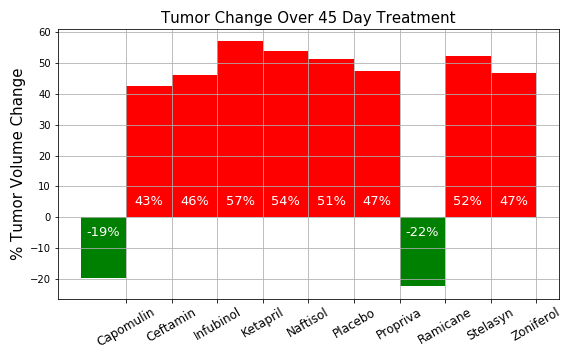 Tumor Change Over 45 Day Treatment
% Tumor Volume Change
60
50
40
30
20
10
0
−10
−20
-19%
43%
46%
57%
54%
51%
47%
-22%
52%
47%
Capomulin
Ceftamin
Infubinol
Ketapril
Naftisol
Placebo
Propriva
Ramicane
Stelasyn
Zoniferol